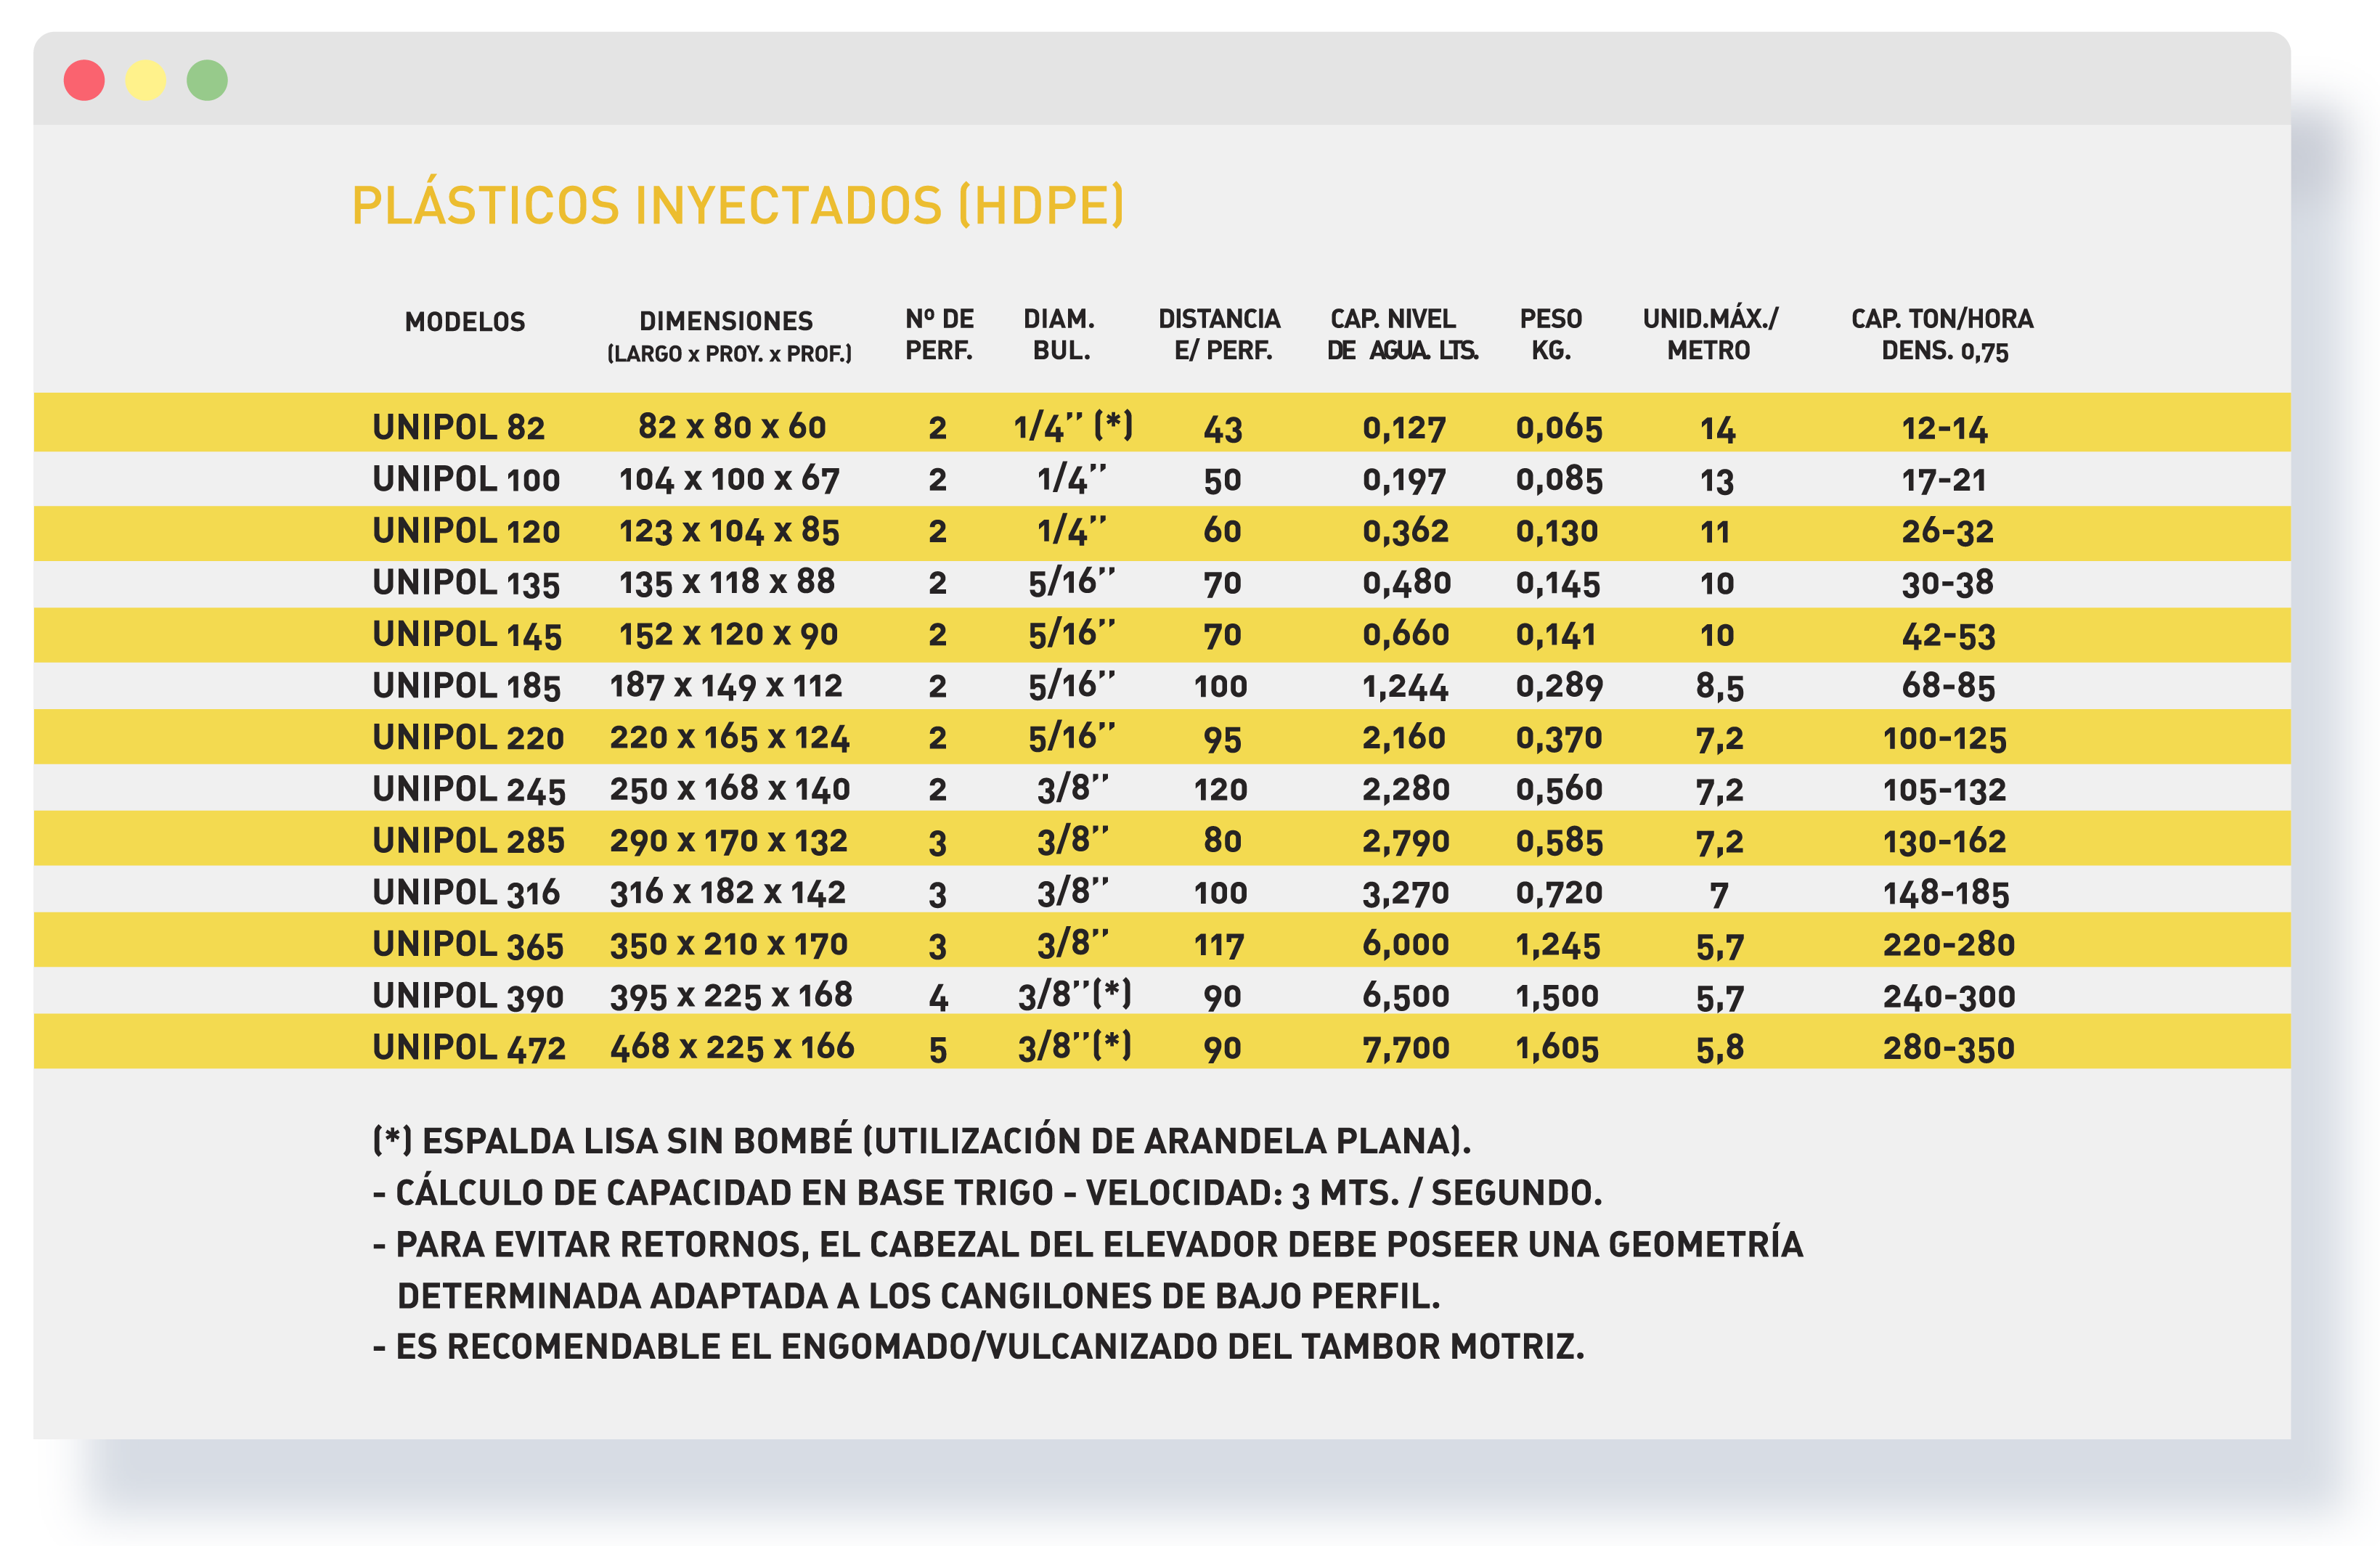 PLÁSTICOS INYECTADOS (HDPE)
MODELOS DIMENSIONES (LARGO x PROY. x PROF.) Nº DE PERF. DIAM. BUL. DISTANCIA E/ PERF. CAP. NIVEL DE AGUA. LTS. PESO KG. UNID.MÁX./ METRO CAP. TON/HORA DENS. 0,75
UNIPOL 82 82 x 80 x 60 2 1/4’’ (*) 43 0,127 0,065 14 12-14
UNIPOL 100 104 x 100 x 67 2 1/4’’ 50 0,197 0,085 13 17-21
UNIPOL 120 123 x 104 x 85 2 1/4’’ 60 0,362 0,130 11 26-32
UNIPOL 135 135 x 118 x 88 2 5/16’’ 70 0,480 0,145 10 30-38
UNIPOL 145 152 x 120 x 90 2 5/16’’ 70 0,660 0,141 10 42-53
UNIPOL 185 187 x 149 x 112 2 5/16’’ 100 1,244 0,289 8,5 68-85
UNIPOL 220 220 x 165 x 124 2 5/16’’ 95 2,160 0,370 7,2 100-125
UNIPOL 245 250 x 168 x 140 2 3/8’’ 120 2,280 0,560 7,2 105-132
UNIPOL 285 290 x 170 x 132 3 3/8’’ 80 2,790 0,585 7,2 130-162
UNIPOL 316 316 x 182 x 142 3 3/8’’ 100 3,270 0,720 7 148-185
UNIPOL 365 350 x 210 x 170 3 3/8’’ 117 6,000 1,245 5,7 220-280
UNIPOL 390 395 x 225 x 168 4 3/8’’(*) 90 6,500 1,500 5,7 240-300
UNIPOL 472 468 x 225 x 166 5 3/8’’(*) 90 7,700 1,605 5,8 280-350
(*) ESPALDA LISA SIN BOMBÉ (UTILIZACIÓN DE ARANDELA PLANA).
- CÁLCULO DE CAPACIDAD EN BASE TRIGO - VELOCIDAD: 3 MTS. / SEGUNDO.
- PARA EVITAR RETORNOS, EL CABEZAL DEL ELEVADOR DEBE POSEER UNA GEOMETRÍA
DETERMINADA ADAPTADA A LOS CANGILONES DE BAJO PERFIL.
- ES RECOMENDABLE EL ENGOMADO/VULCANIZADO DEL TAMBOR MOTRIZ.